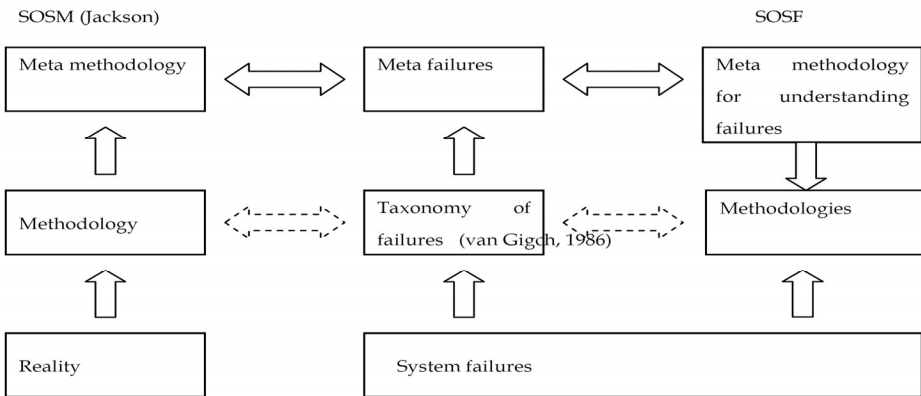 SOSM (Jackson)
SOSF
Meta methodology
Meta failures
Meta methodology
for understanding
failures
Methodology
Taxonomy of
failures (van Gigch, 1986)
Methodologies
Reality
System failures